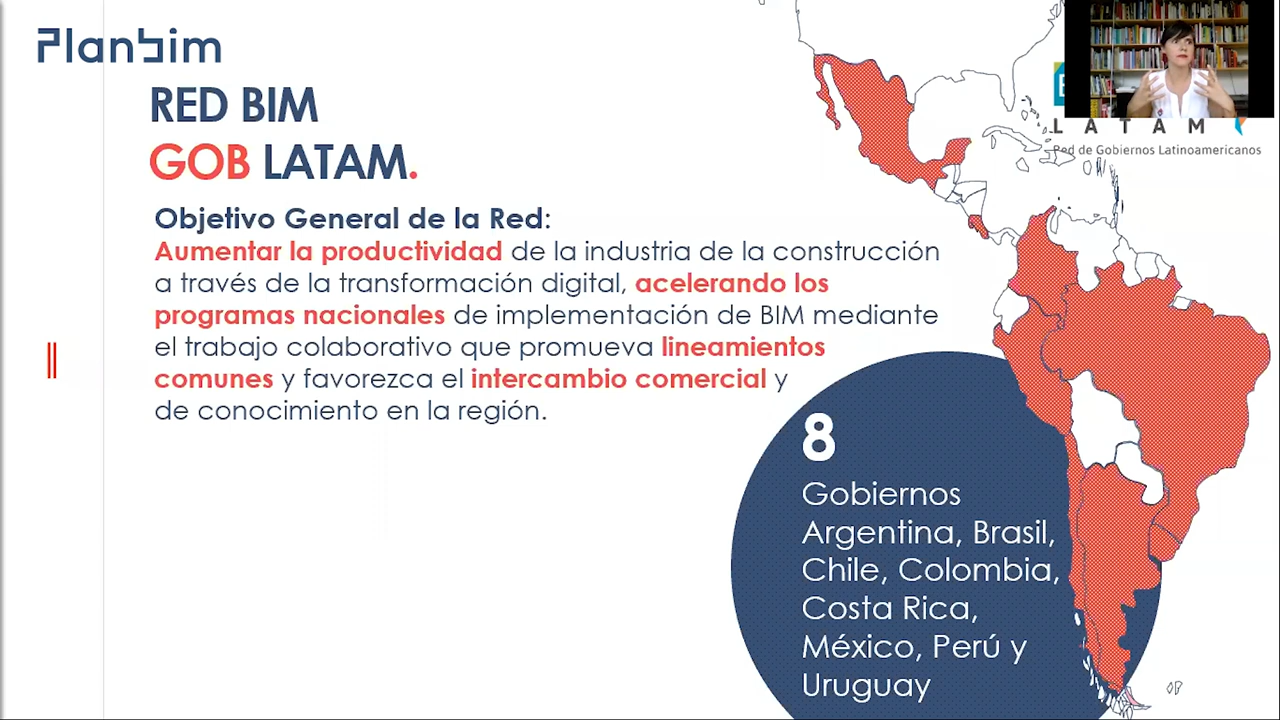 Planbim
RED BIM
GOB LATAM.
Objetivo General de la Red:
Aumentar la productividad de la industria de la construcción
a través de la transformación digital, acelerando los
programas nacionales de implementación de BIM mediante
el trabajo colaborativo que promueva lineamientos
comunes y favorezca el intercambio comercial y
de conocimiento en la región.
LATAM
Red de Gobiernos Latinoamericanos
8
Gobiernos
Argentina, Brasil,
Chile, Colombia,
Costa Rica,
México, Perú y
Uruguay